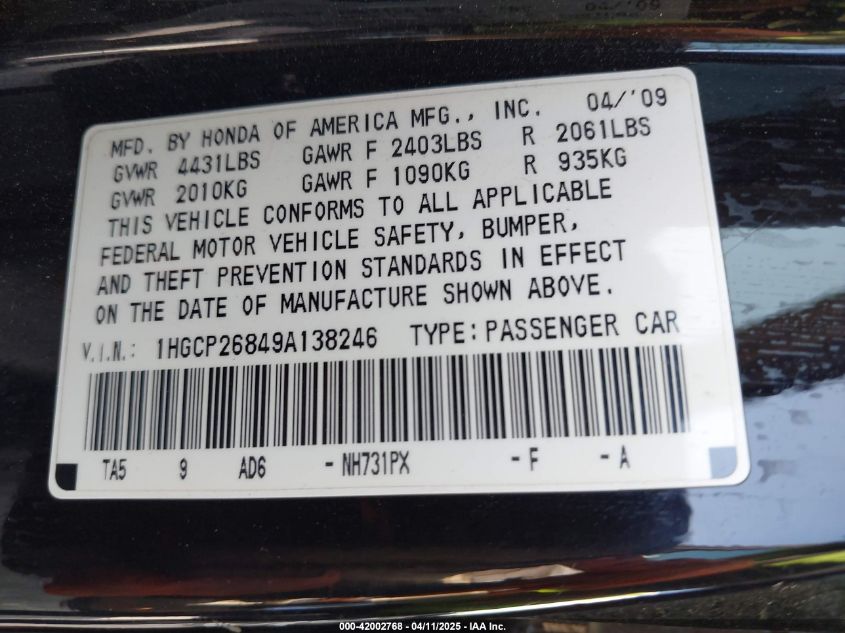 MFD. BY HONDA OF AMERICA MFG., INC. 04/'09
GVWR 4431LBS GAWR F 2403LBS R 2061LBS
GVWR 2010KG GAWR F 1090KG R 935KG
THIS VEHICLE CONFORMS TO ALL APPLICABLE
FEDERAL MOTOR VEHICLE SAFETY, BUMPER,
AND THEFT PREVENTION STANDARDS IN EFFECT
ON THE DATE OF MANUFACTURE SHOWN ABOVE.
V.I.N.: 1HGCP26849A138246 TYPE:PASSENGER CAR
TA5 9 AD6 -NH731PX -F -A
000-42002768 - 04/11/2025 - IAA Inc.